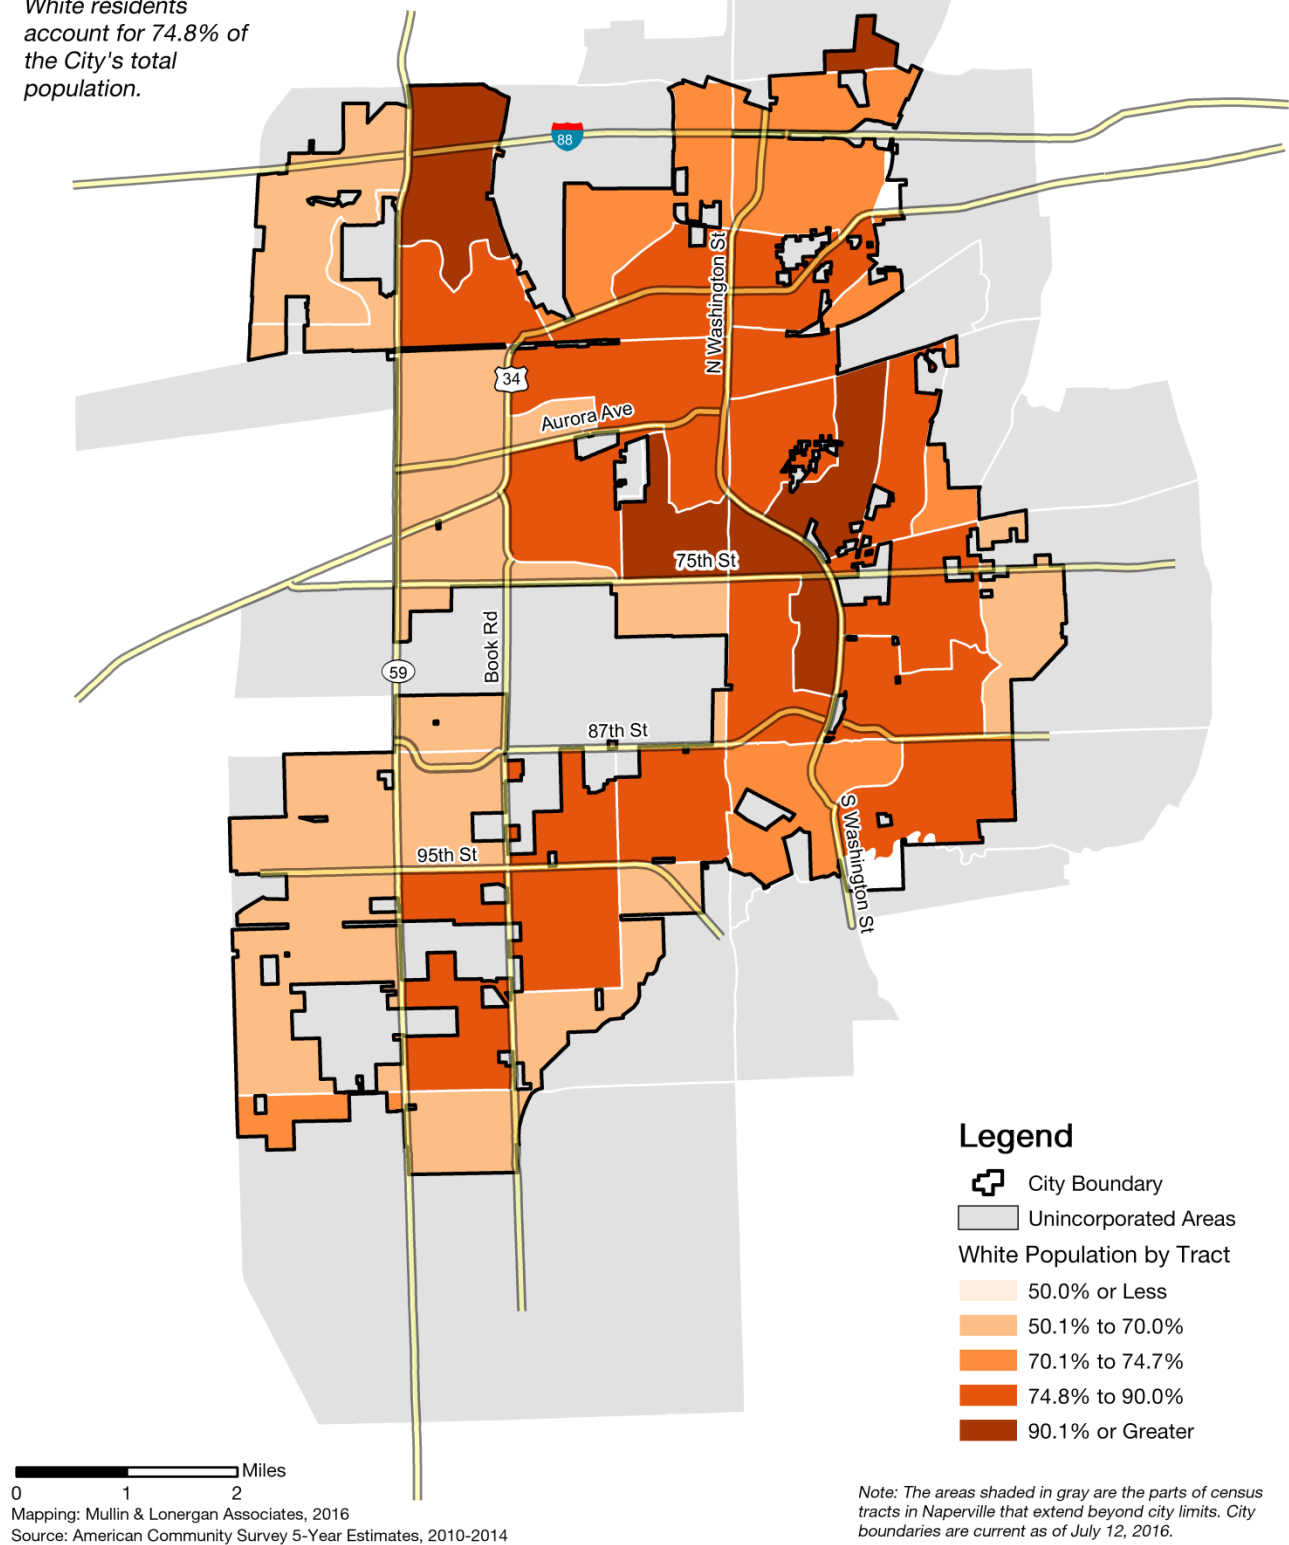 White residents
account for 74.8% of
the City's total
population.
88
N Washington St
34
Aurora Ave
75th St
Book Rd
59
87th St
S Washington St
95th St
Legend
City Boundary
Unincorporated Areas
White Population by Tract
50.0% or Less
50.1% to 70.0%
70.1% to 74.7%
74.8% to 90.0%
90.1% or Greater
Miles
0 1 2
Mapping: Mullin & Lonergan Associates, 2016
Source: American Community Survey 5-Year Estimates, 2010-2014
Note: The areas shaded in gray are the parts of census
tracts in Naperville that extend beyond city limits. City
boundaries are current as of July 12, 2016.